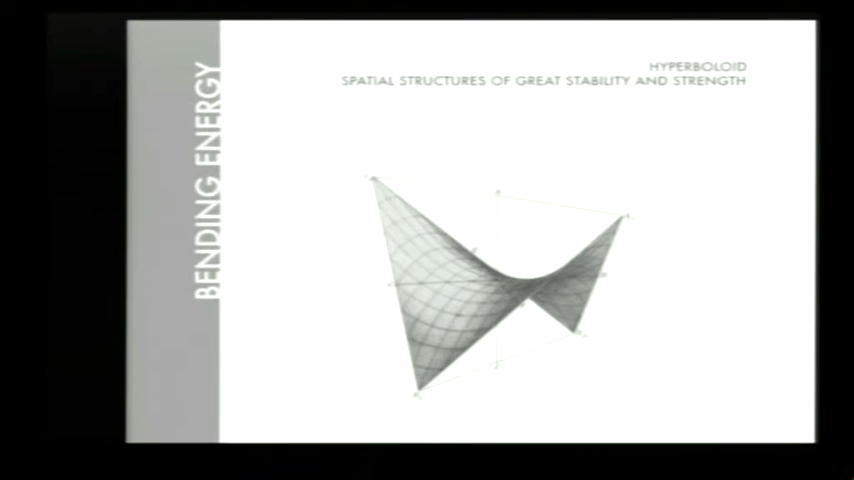 BENDING ENERGY
HYPERBOLOID
SPATIAL STRUCTURES OF GREAT STABILITY AND STRENGTH